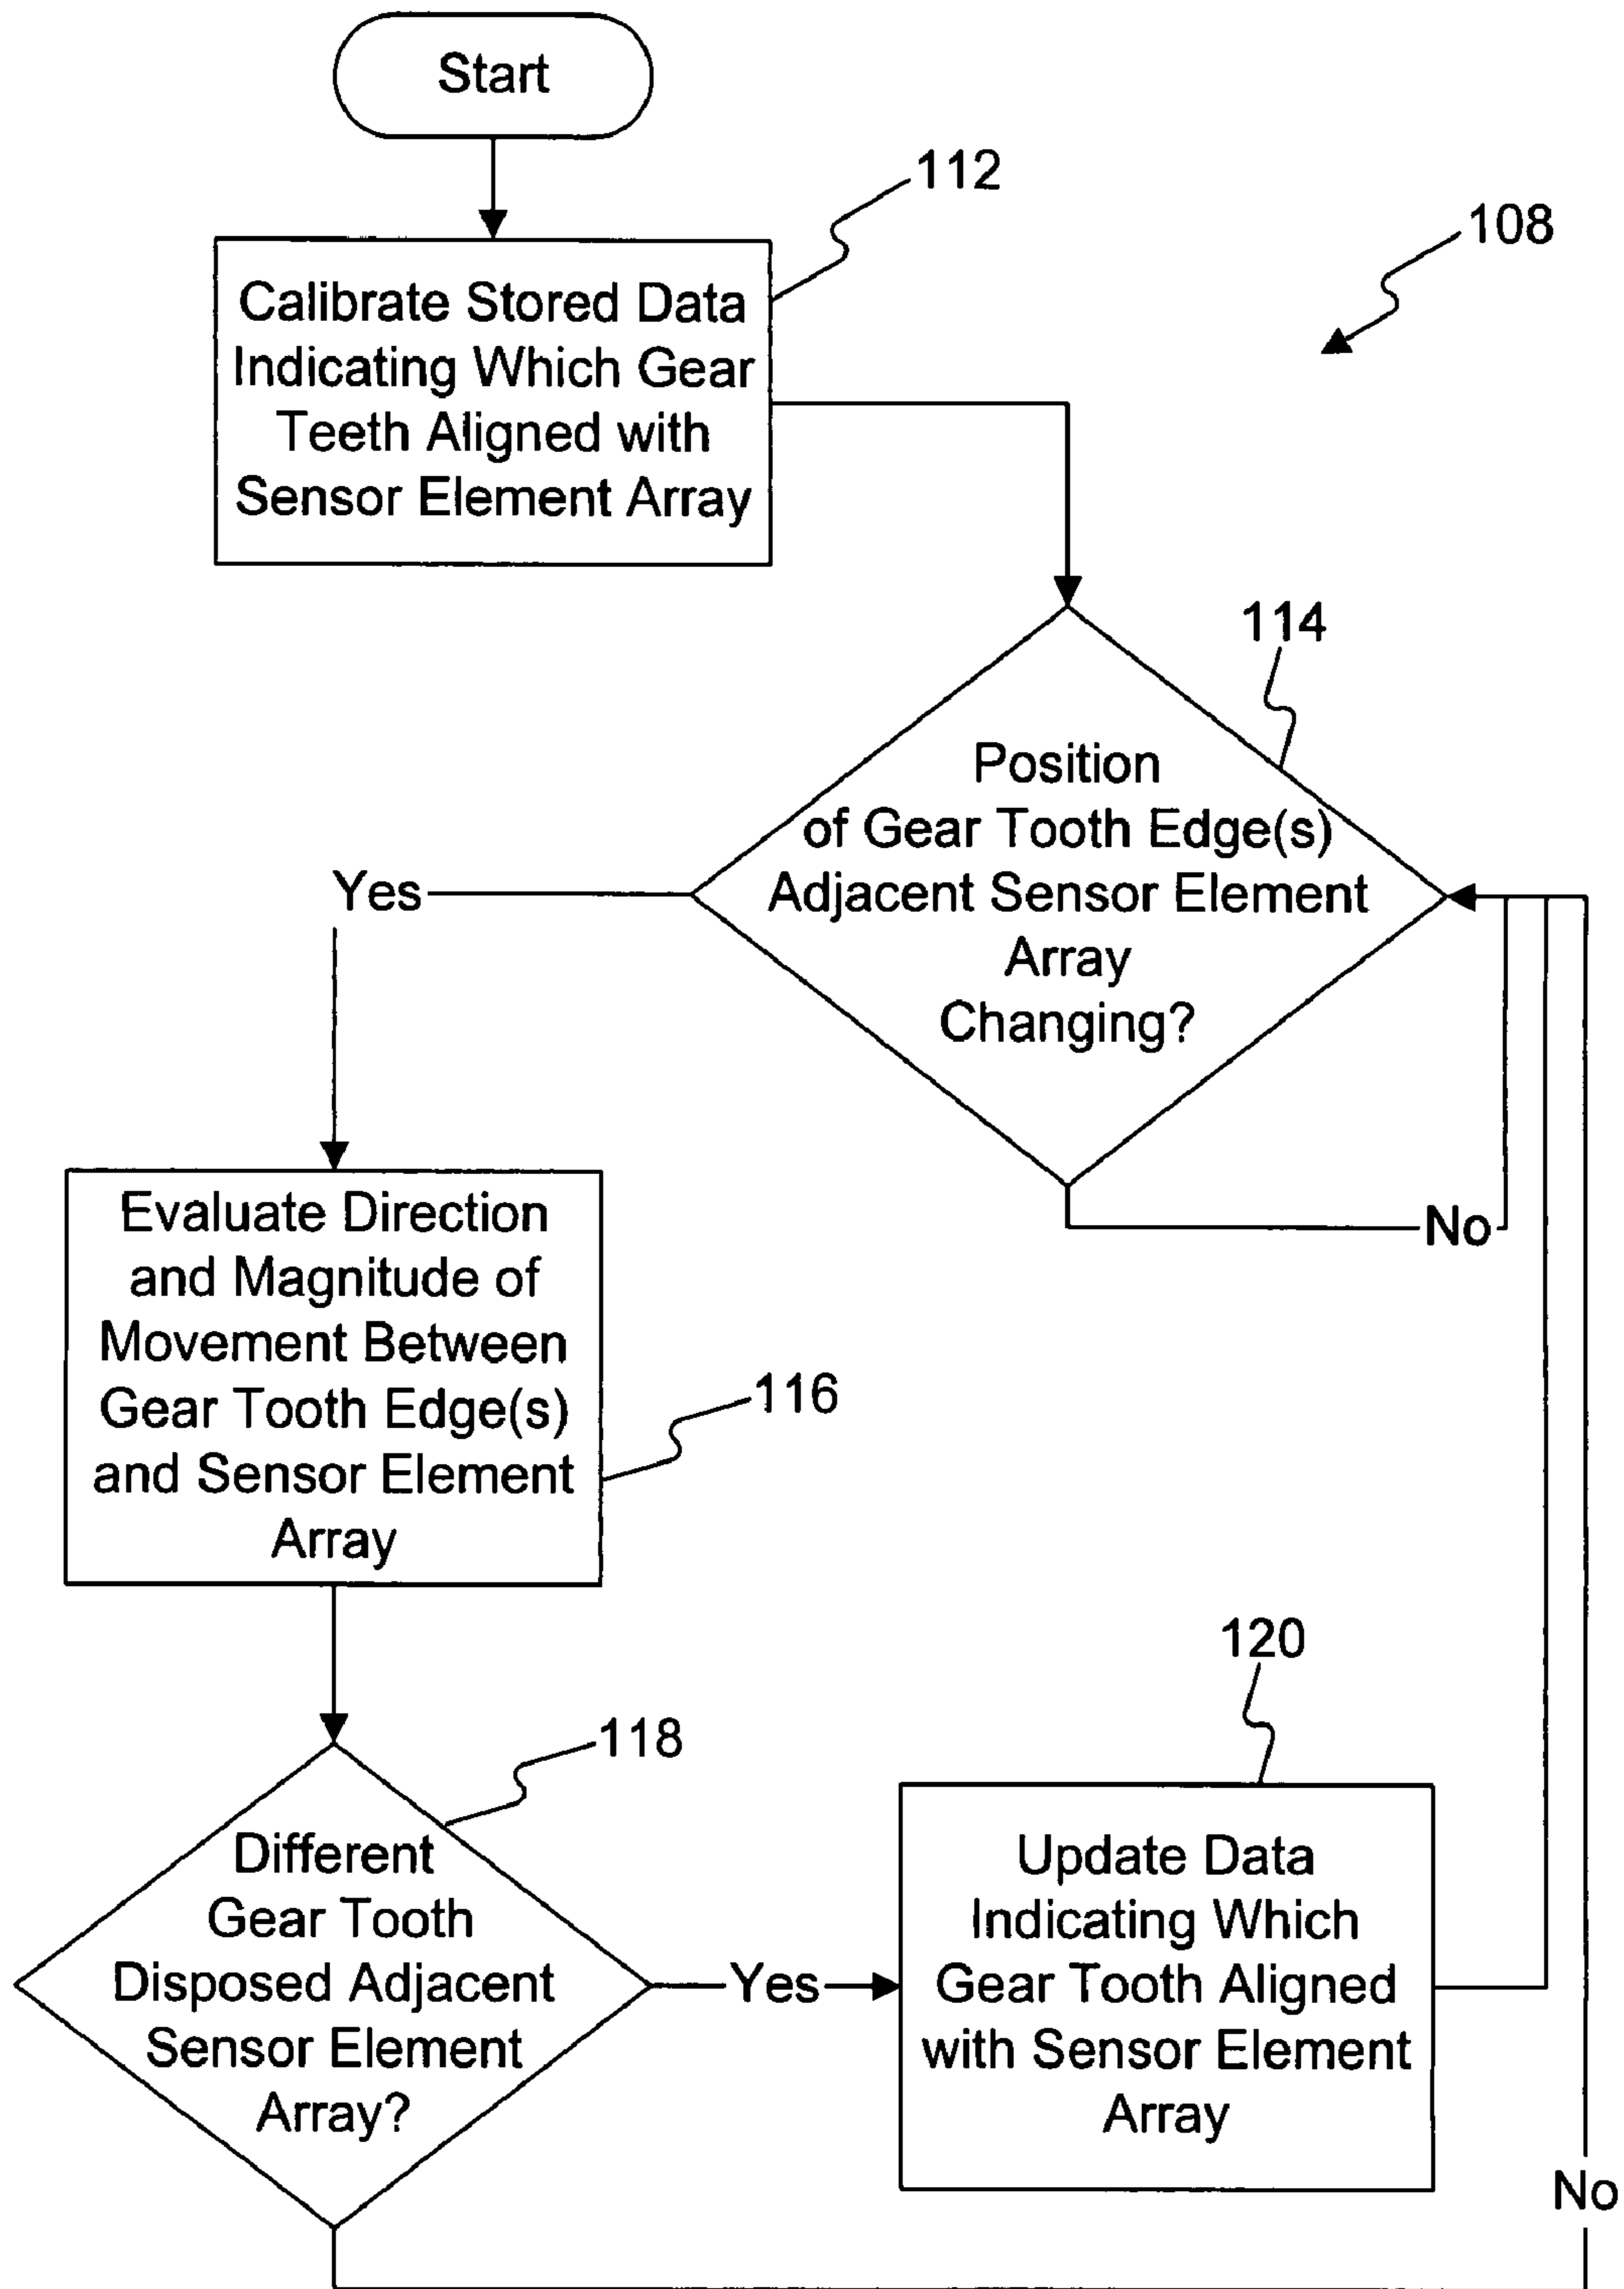 Start
112
108
Calibrate Stored Data
Indicating Which Gear
Teeth Aligned with
Sensor Element Array
114
Position
of Gear Tooth Edge(s)
Adjacent Sensor Element
Array
Changing?
Yes
No
Evaluate Direction
and Magnitude of
Movement Between
Gear Tooth Edge(s)
and Sensor Element
Array
116
118
Different
Gear Tooth
Disposed Adjacent
Sensor Element
Array?
Yes
120
Update Data
Indicating Which
Gear Tooth Aligned
with Sensor Element
Array
No